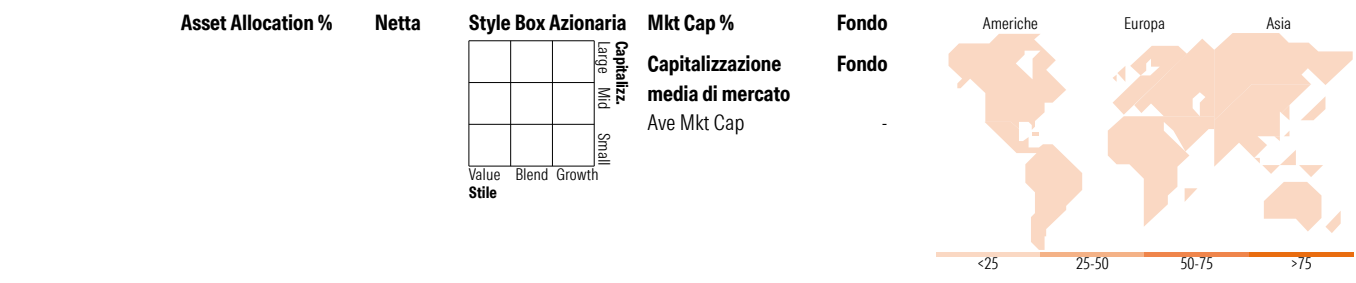 Asset Allocation % Netta
Style Box Azionaria
Large Mid Small
Capitalizz.
Value Blend Growth
Stile
Mkt Cap % Fondo
Capitalizzazione Fondo
media di mercato
Ave Mkt Cap -
Americhe Europa Asia
<25 25-50 50-75 >75